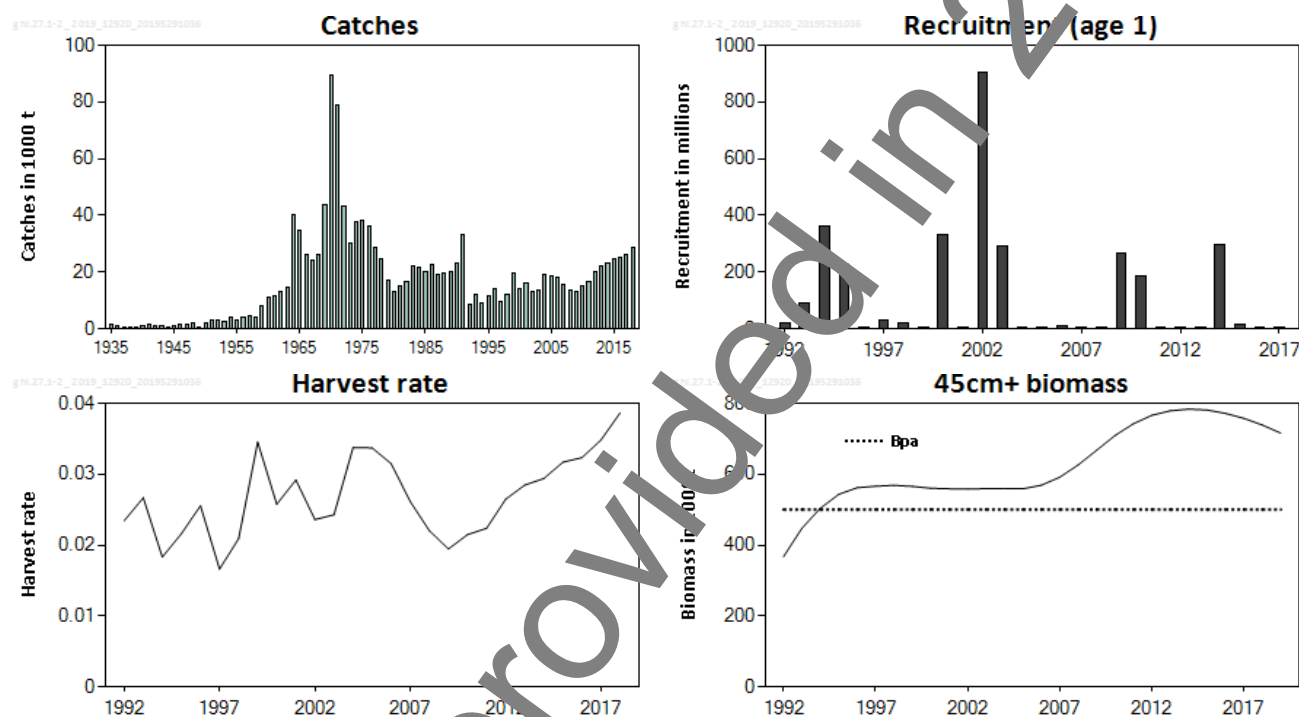 Catches
Catches in 1000 t
100
80
60
40
20
0
1935 1945 1955 1965 1975 1985 1995 2005 2015
Recruitment (age 1)
Recruitment in millions
1000
800
600
400
200
1997 2002 2007 2012 2017
Harvest rate
Harvest rate
0.04
0.03
0.02
0.01
0
1992 1997 2002 2007 2017
45cm+ biomass
Biomass in
400
200
0
Bpa
1992 1997 2002 2007 2012 2017
provided in